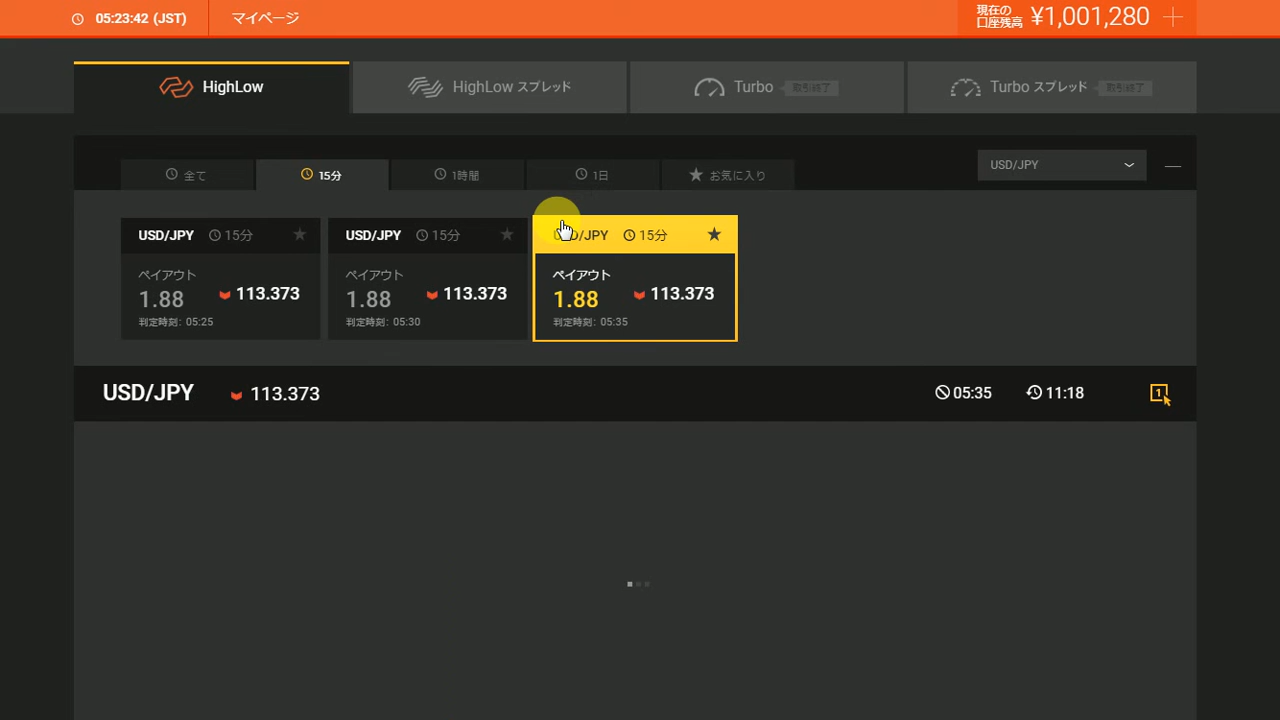 05:23:42 (JST)
マイページ
現在の
口座残高
¥1,001,280
HighLow
HighLow スプレッド
Turbo 取引終了
Turbo スプレッド 取引終了
全て
15分
1時間
1日
お気に入り
USD/JPY
USD/JPY 15分
ペイアウト
1.88 113.373
判定時刻: 05:25
USD/JPY 15分
ペイアウト
1.88 113.373
判定時刻: 05:30
/JPY 15分
ペイアウト
1.88 113.373
判定時刻: 05:35
USD/JPY 113.373
05:35
11:18
1